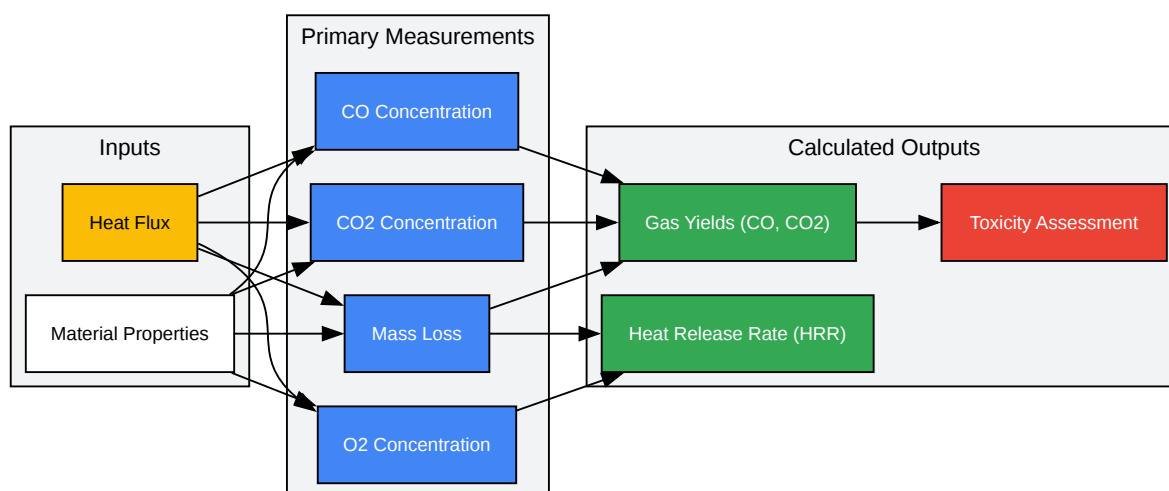 Primary Measurements
CO Concentration
Inputs
Calculated Outputs
Heat Flux
CO2 Concentration
Gas Yields (CO, CO2)
Toxicity Assessment
Material Properties
Mass Loss
Heat Release Rate (HRR)
O2 Concentration